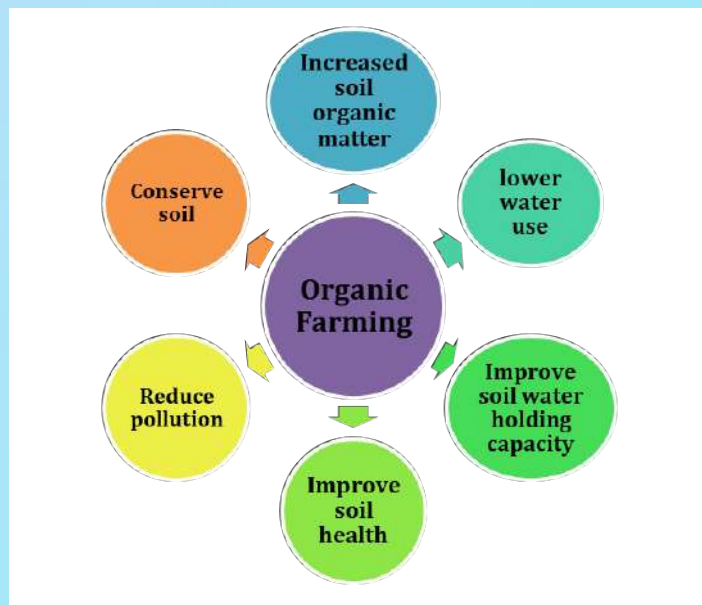 Increased
soil
organic
matter
lower
water
use
Improve
soil water
holding
capacity
Improve
soil
health
Reduce
pollution
Conserve
soil
Organic
Farming